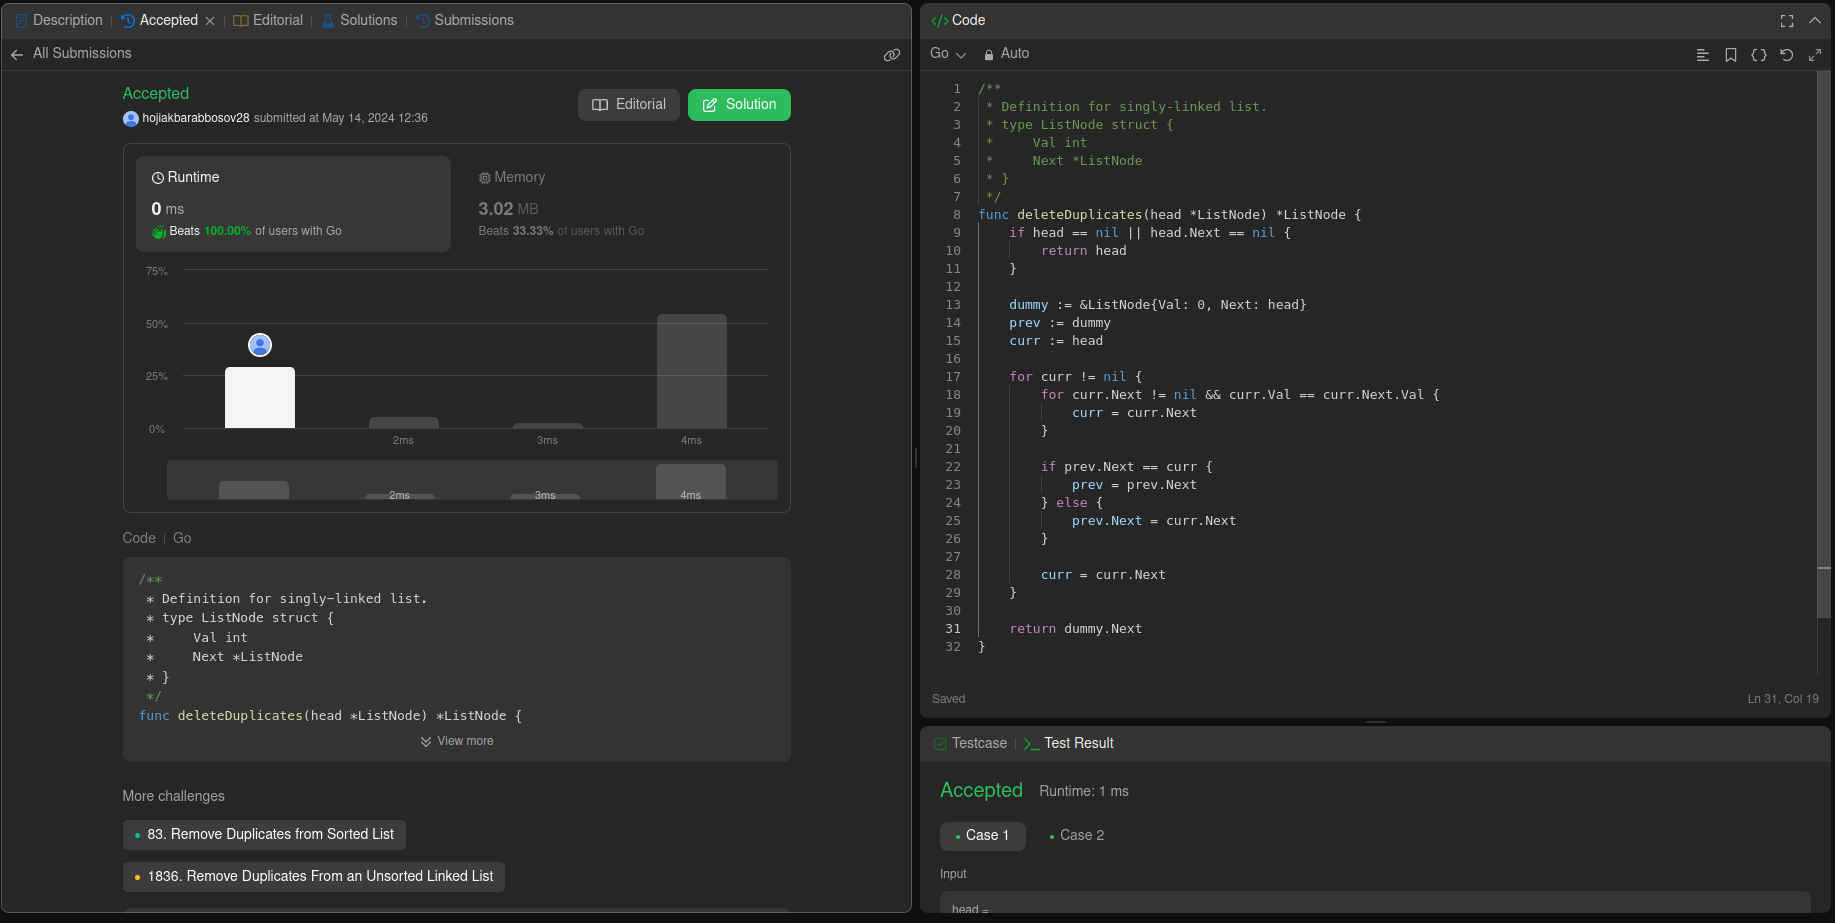 Description
Accepted
Editorial
Solutions
Submissions
All Submissions
Accepted
hojiakbarabbosov28 submitted at May 14, 2024 12:36
Editorial
Solution
Runtime
0 ms
Beats 100.00% of users with Go
Memory
3.02 MB
Beats 33.33% of users with Go
75%
50%
25%
0%
2ms
3ms
4ms
2ms
3ms
4ms
Code | Go
/**
 * Definition for singly-linked list.
 * type ListNode struct {
 *     Val int
 *     Next *ListNode
 * }
 */
func deleteDuplicates(head *ListNode) *ListNode {
View more
More challenges
83. Remove Duplicates from Sorted List
1836. Remove Duplicates From an Unsorted Linked List
</> Code
Go
Auto
1 /**
2  * Definition for singly-linked list.
3  * type ListNode struct {
4  *     Val int
5  *     Next *ListNode
6  * }
7  */
8 func deleteDuplicates(head *ListNode) *ListNode {
9     if head == nil || head.Next == nil {
10         return head
11     }
12
13     dummy := &ListNode{Val: 0, Next: head}
14     prev := dummy
15     curr := head
16
17     for curr != nil {
18         for curr.Next != nil && curr.Val == curr.Next.Val {
19             curr = curr.Next
20         }
21
22         if prev.Next == curr {
23             prev = prev.Next
24         } else {
25             prev.Next = curr.Next
26         }
27
28         curr = curr.Next
29     }
30
31     return dummy.Next
32 }
Saved
Ln 31, Col 19
Testcase
Test Result
Accepted
Runtime: 1 ms
Case 1
Case 2
Input
head =